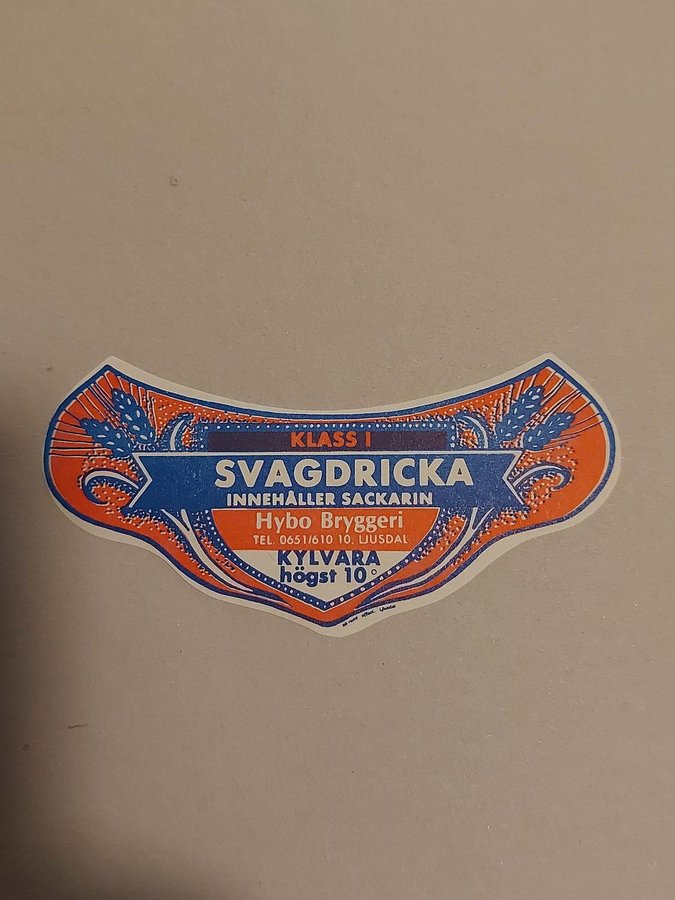 KLASS I
SVAGDRICKA
INNEHÅLLER SACKARIN
Hybo Bryggeri
TEL. 0651/610 10, LJUSDAL
KYLVARA
högst 10°